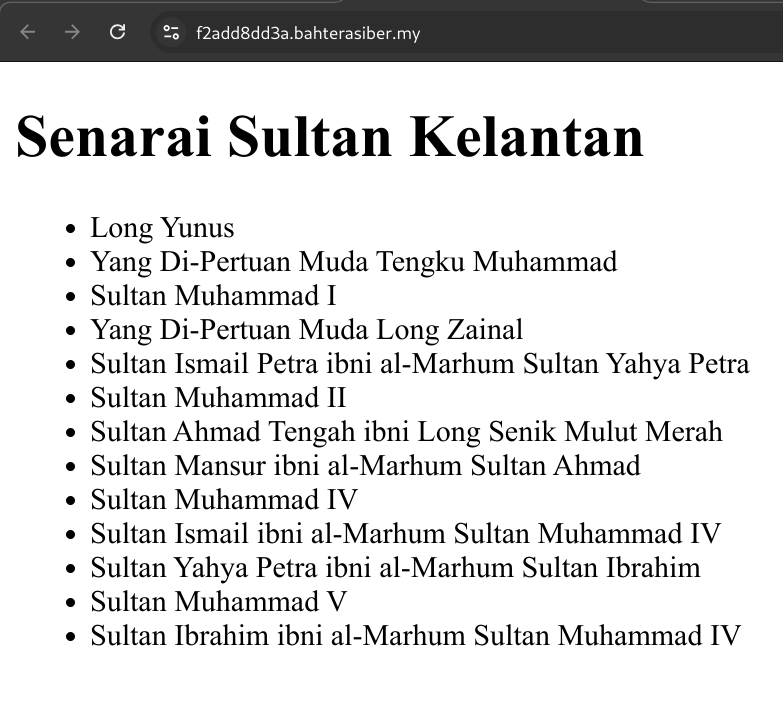 f2add8dd3a.bahterasiber.my
Senarai Sultan Kelantan
Long Yunus
Yang Di-Pertuan Muda Tengku Muhammad
Sultan Muhammad I
Yang Di-Pertuan Muda Long Zainal
Sultan Ismail Petra ibni al-Marhum Sultan Yahya Petra
Sultan Muhammad II
Sultan Ahmad Tengah ibni Long Senik Mulut Merah
Sultan Mansur ibni al-Marhum Sultan Ahmad
Sultan Muhammad IV
Sultan Ismail ibni al-Marhum Sultan Muhammad IV
Sultan Yahya Petra ibni al-Marhum Sultan Ibrahim
Sultan Muhammad V
Sultan Ibrahim ibni al-Marhum Sultan Muhammad IV